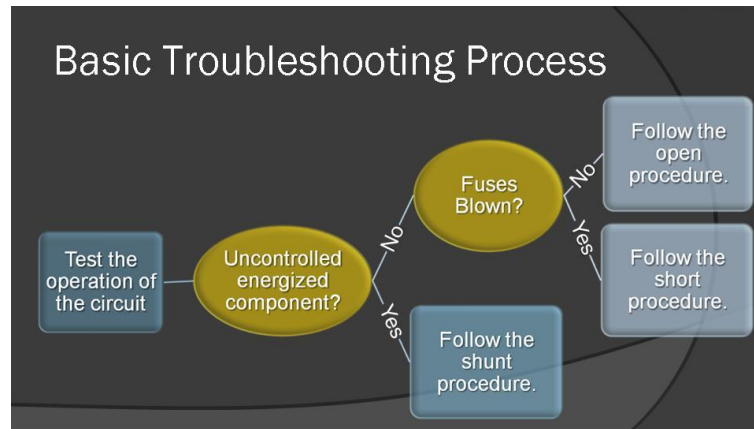 Basic Troubleshooting Process
Test the
operation of
the circuit
Uncontrolled
energized
component?
No
Yes
Fuses
Blown?
No
Yes
Follow the
open
procedure.
Follow the
short
procedure.
Follow the
shunt
procedure.